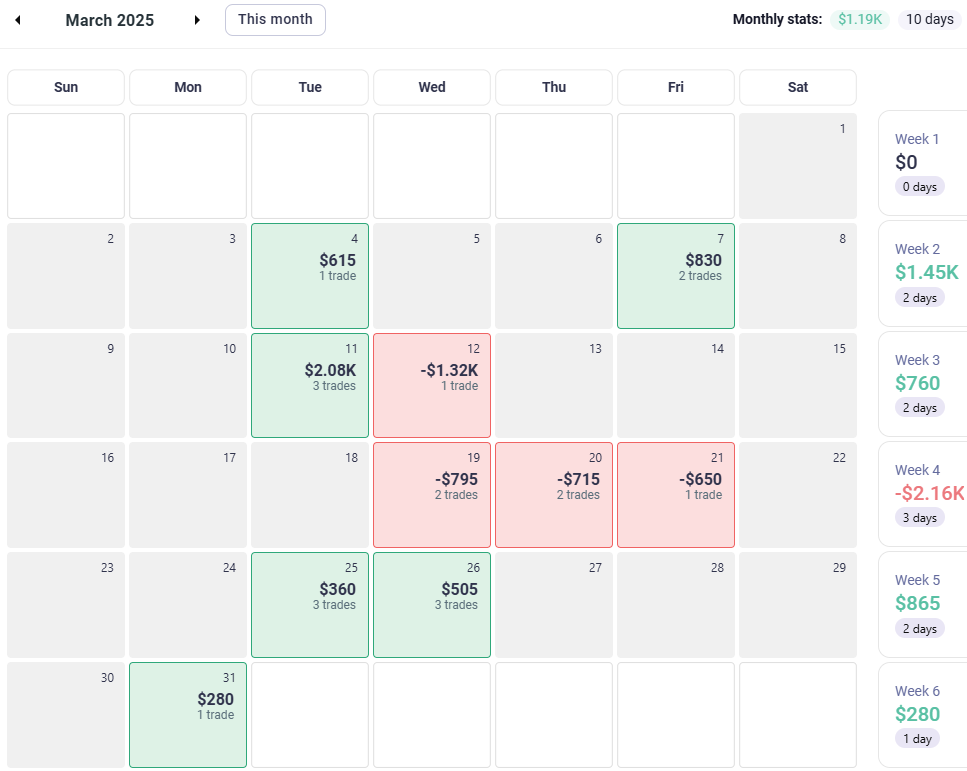 March 2025 This month Monthly stats: $1.19K 10 days
Sun Mon Tue Wed Thu Fri Sat
1
Week 1
$0
0 days
2 3 4 5 6 7 8
$615 $830
1 trade 2 trades
Week 2
$1.45K
2 days
9 10 11 12 13 14 15
$2.08K -$1.32K
3 trades 1 trade
Week 3
$760
2 days
16 17 18 19 20 21 22
-$795 -$715 -$650
2 trades 2 trades 1 trade
Week 4
-$2.16K
3 days
23 24 25 26 27 28 29
$360 $505
3 trades 3 trades
Week 5
$865
2 days
30 31
$280
1 trade
Week 6
$280
1 day